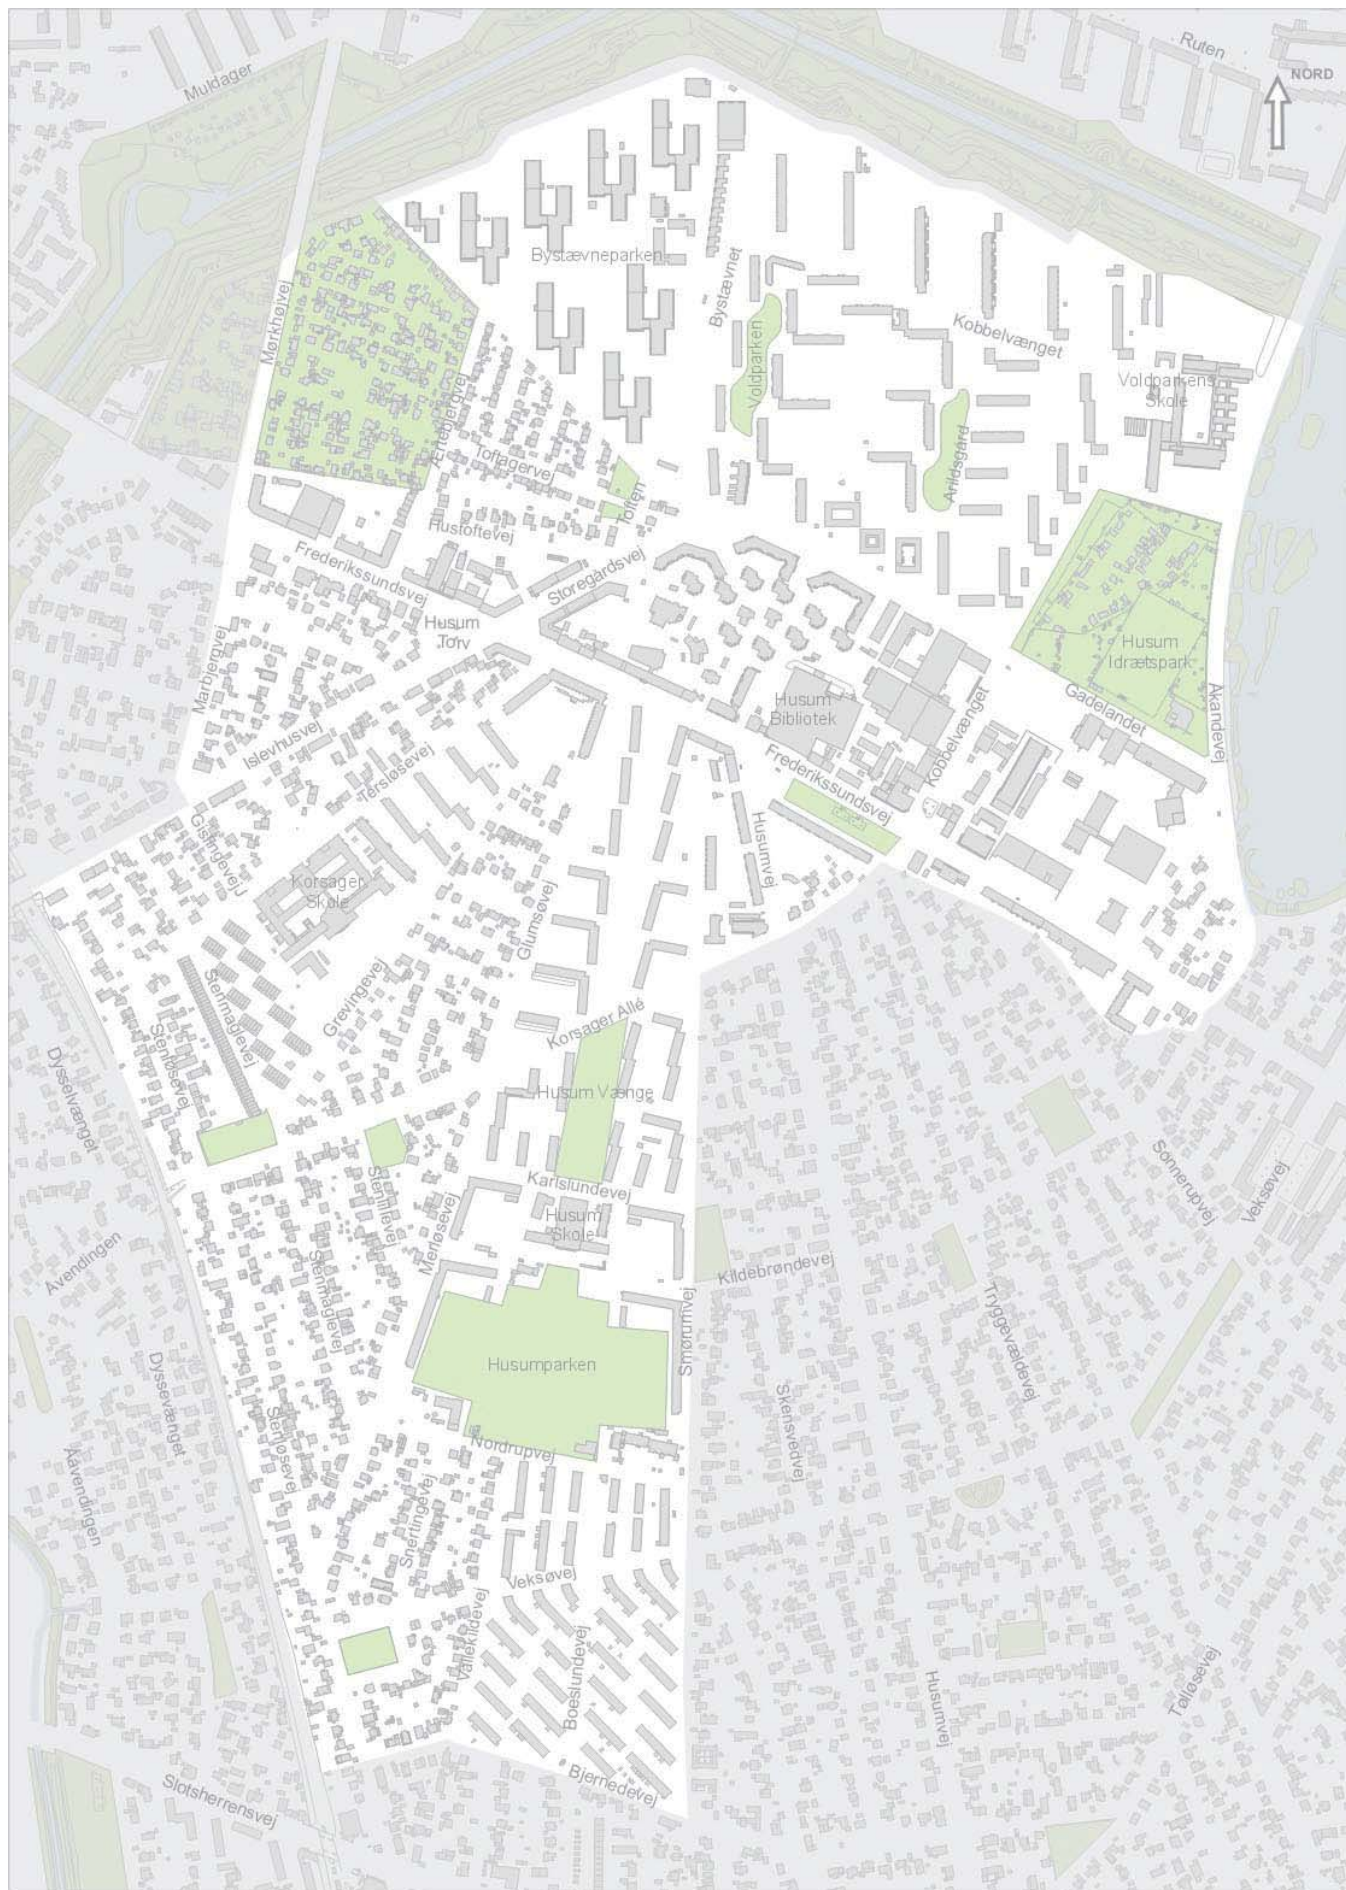 Ruten
NORD
Muldager
Bystævneparken
Bystævnet
Mørkhøjvej
Kobbelvænget
Voldparken
Voldparkens
Skole
Ærtebjergvej
Toftagervej
Arildsgård
Toften
Hustoftevej
Frederikssundsvej
Storegårdsvej
Husum
Torv
Husum
Idrætspark
Marbjergvej
Gadelandet
Åkandevej
Husum
Bibliotek
Kobbelvænget
Islevhusvej
Tersløsevej
Frederikssundsvej
Gislingevej
Husumvej
Korsager
Skole
Glumsøvej
Stenmaglevej
Grevingevej
Stenløsevej
Korsager Allé
Dysselvænget
Husum Vænge
Sonnerupvej
Veksøvej
Stenlillevej
Karlslundevej
Merløsevej
Husum
Skole
Avendingen
Stenmaglevej
Kildebrøndevej
Smørumvej
Tryggevældevej
Husumparken
Dyssevænget
Skensvedvej
Stenløsevej
Nordrupvej
Åavendingen
Snertingevej
Veksøvej
Vallekildevej
Boeslundevej
Husumvej
Tølløsevej
Bjernedevej
Slotsherrensvej